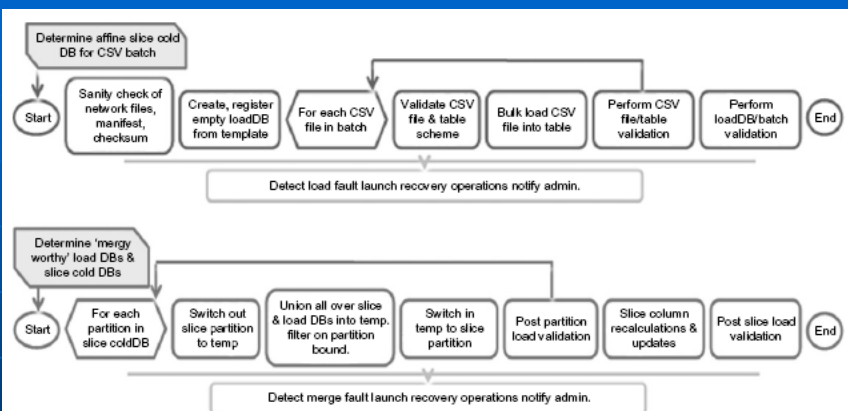 Determine affine slice cold
DB for CSV batch
Start
Sanity check of
network files,
manifest,
checksum
Create, register
empty loadDB
from template
For each CSV
file in batch
Validate CSV
file & table
scheme
Bulk load CSV
file into table
Perform CSV
file/table
validation
Perform
loadDB/batch
validation
End
Detect load fault launch recovery operations notify admin.
Determine ‘mergy
worthy’ load DBs &
slice cold DBs
Start
For each
partition in
slice coldDB
Switch out
slice partition
to temp
Union all over slice
& load DBs into temp.
filter on partition
bound.
Switch in
temp to slice
partition
Post partition
load validation
Slice column
recalculations &
updates
Post slice load
validation
End
Detect merge fault launch recovery operations notify admin.